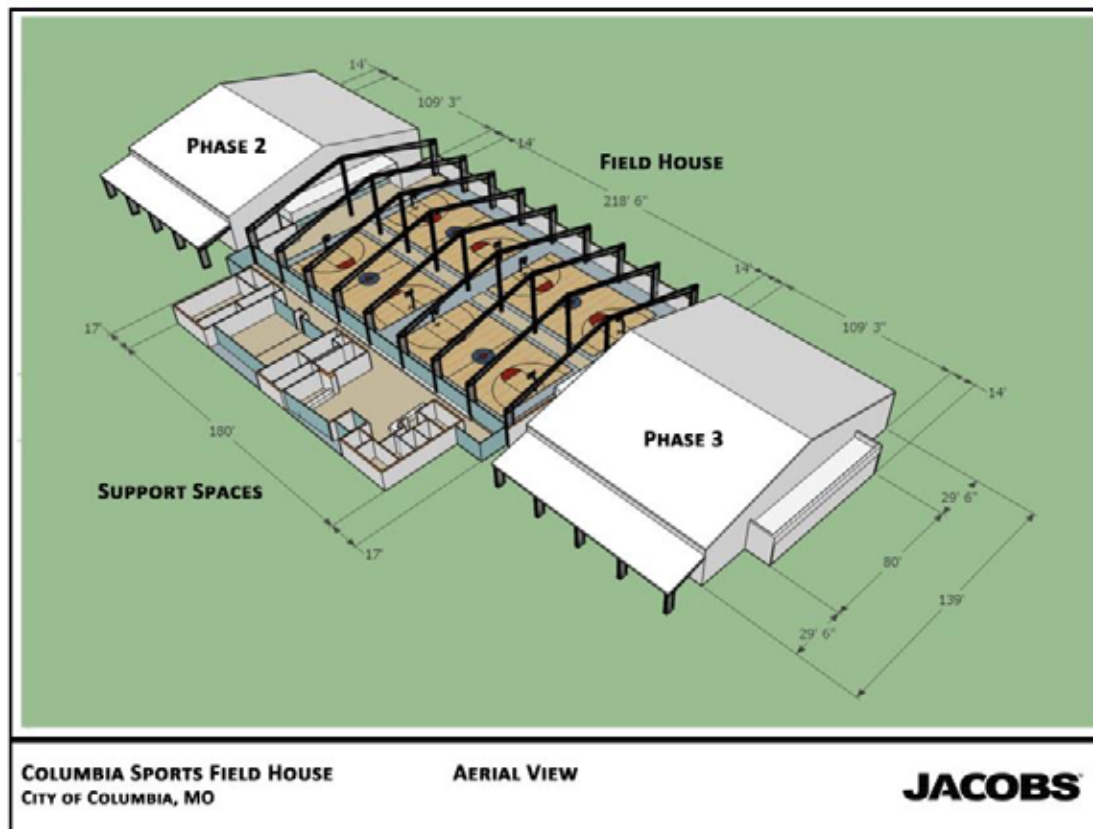 14'
109' 3"
14'
PHASE 2
FIELD HOUSE
218' 6"
14'
109' 3"
14'
17'
180'
PHASE 3
SUPPORT SPACES
17'
29' 6"
80'
139'
29' 6"
COLUMBIA SPORTS FIELD HOUSE
CITY OF COLUMBIA, MO
AERIAL VIEW
JACOBS